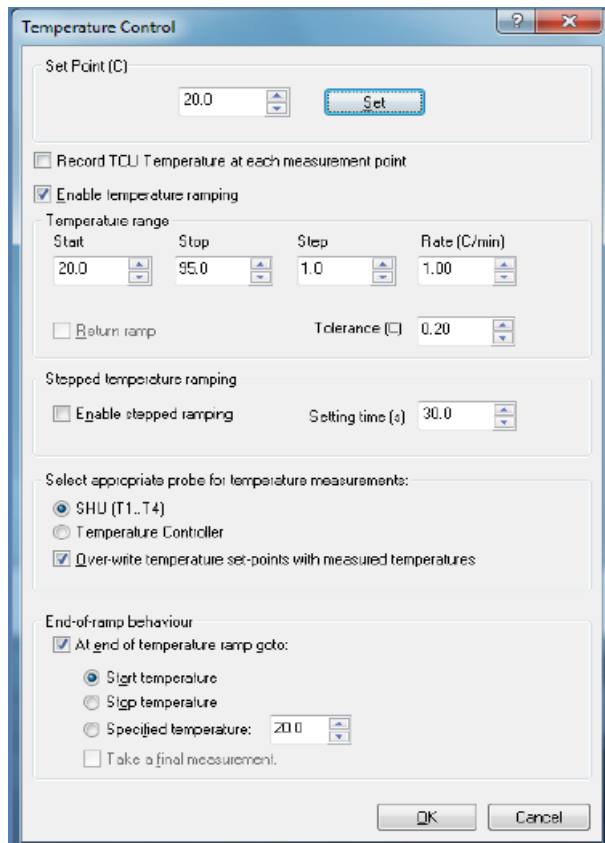 Temperature Control
?
Set Point (C)
20.0
Set
Record TCU Temperature at each measurement point
Enable temperature ramping
Temperature range
Start Stop Step Rate (C/min)
20.0 95.0 1.0 1.00
Return ramp Tolerance (C) 0.20
Stepped temperature ramping
Enable stepped ramping Setting time (s) 30.0
Select appropriate probe for temperature measurements:
SHU (T1..T4)
Temperature Controller
Over-write temperature set-points with measured temperatures
End-of-ramp behaviour
At end of temperature ramp goto:
Start temperature
Stop temperature
Specified temperature: 20.0
Take a final measurement.
OK Cancel